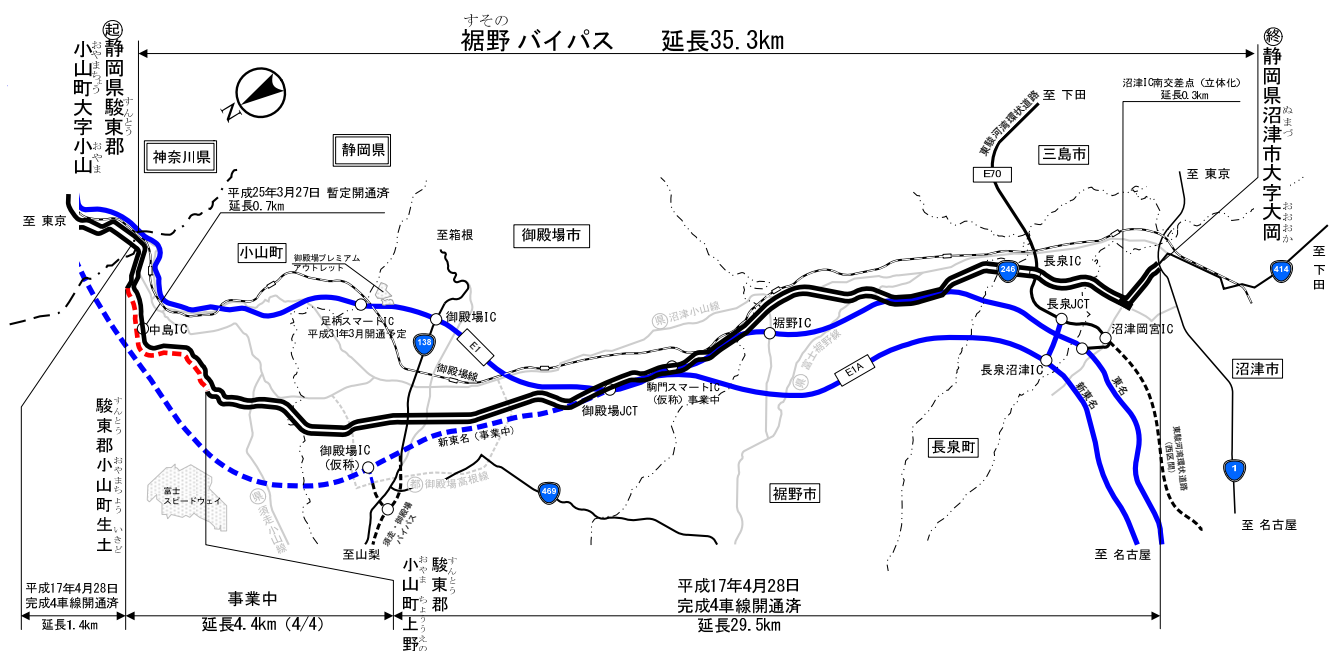 すその
裾野 バイパス 延長35.3km
起
静岡県駿東郡
すんとう
小山町大字小山
おやまちょう おやま
終
静岡県沼津市大字大岡
ぬまづ おおおか
N
神奈川県
静岡県
平成25年3月27日 暫定開通済
延長0.7km
沼津IC南交差点（立体化）
延長0.3km
至 下田
東駿河湾環状道路
E70
三島市
至 東京
至 東京
小山町
御殿場プレミアム
アウトレット
至箱根
御殿場市
足柄スマートIC
平成31年3月開通予定
御殿場IC
中島IC
138
E1
御殿場線
県 沼津小山線
裾野IC
県 富士裾野線
246
長泉IC
長泉JCT
沼津岡宮IC
長泉沼津IC
414
至 下田
E1A
駒門スマートIC
（仮称）事業中
御殿場JCT
新東名（事業中）
御殿場IC
（仮称）
都 御殿場高根線
県 須走小山線
富士
スピードウェイ
須走・御殿場
バイパス
至山梨
469
裾野市
長泉町
沼津市
東名
新東名
東駿河湾環状道路
（西区間）
1
至 名古屋
至 名古屋
駿東郡小山町生土
すんとう おやまちょう いきど
駿東郡
すんとう
小山町上野
おやま ちょううえの
平成17年4月28日
完成4車線開通済
延長1.4km
事業中
延長4.4km（4/4）
平成17年4月28日
完成4車線開通済
延長29.5km